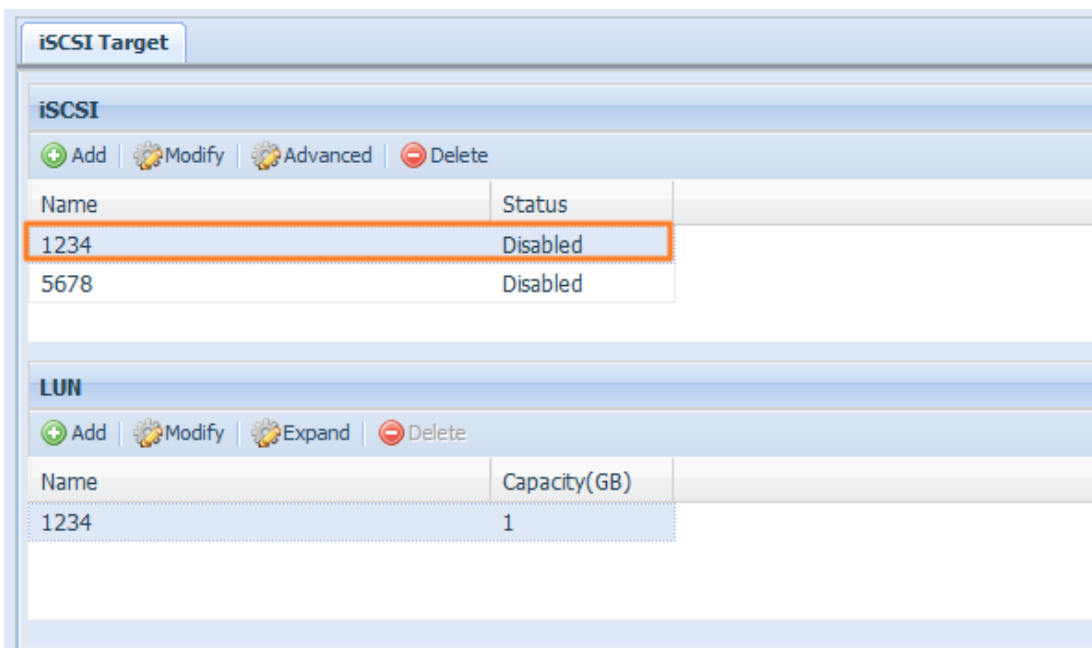 iSCSI Target
iSCSI
Add Modify Advanced Delete
Name Status
1234 Disabled
5678 Disabled
LUN
Add Modify Expand Delete
Name Capacity(GB)
1234 1